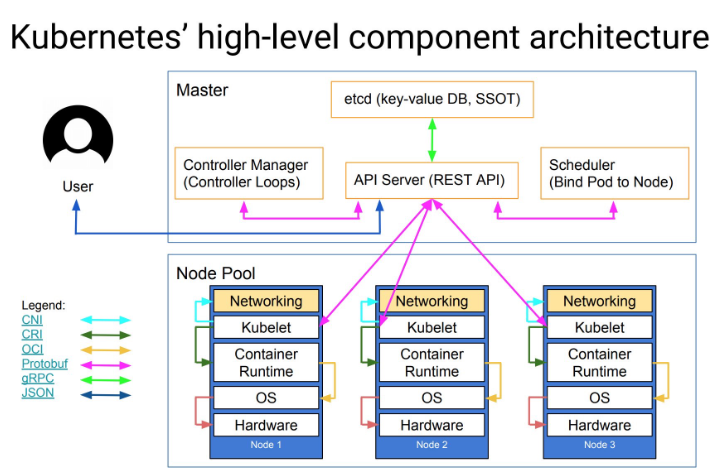 Kubernetes’ high-level component architecture
Master
etcd (key-value DB, SSOT)
Controller Manager
(Controller Loops)
API Server (REST API)
Scheduler
(Bind Pod to Node)
User
Node Pool
Legend:
CNI
CRI
OCI
Protobuf
gRPC
JSON
Networking
Kubelet
Container
Runtime
OS
Hardware
Node 1
Networking
Kubelet
Container
Runtime
OS
Hardware
Node 2
Networking
Kubelet
Container
Runtime
OS
Hardware
Node 3